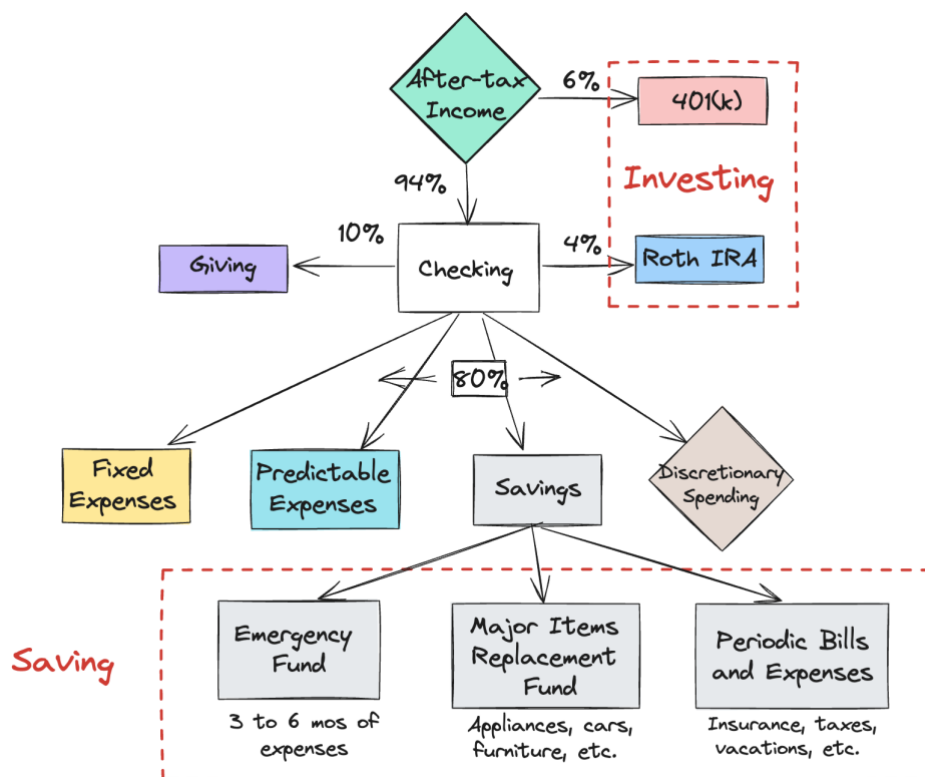 After-tax
Income
6%
401(k)
Investing
94%
10%
Giving
Checking
4%
Roth IRA
80%
Fixed
Expenses
Predictable
Expenses
Savings
Discretionary
Spending
Saving
Emergency
Fund
3 to 6 mos of
expenses
Major Items
Replacement
Fund
Appliances, cars,
furniture, etc.
Periodic Bills
and Expenses
Insurance, taxes,
vacations, etc.